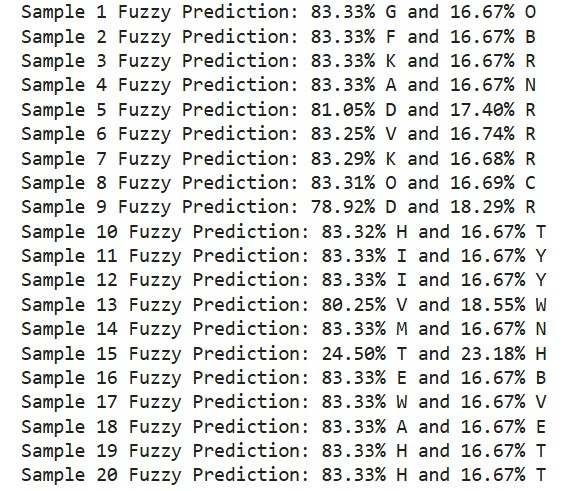 Sample 1 Fuzzy Prediction: 83.33% G and 16.67% O
Sample 2 Fuzzy Prediction: 83.33% F and 16.67% B
Sample 3 Fuzzy Prediction: 83.33% K and 16.67% R
Sample 4 Fuzzy Prediction: 83.33% A and 16.67% N
Sample 5 Fuzzy Prediction: 81.05% D and 17.40% R
Sample 6 Fuzzy Prediction: 83.25% V and 16.74% R
Sample 7 Fuzzy Prediction: 83.29% K and 16.68% R
Sample 8 Fuzzy Prediction: 83.31% O and 16.69% C
Sample 9 Fuzzy Prediction: 78.92% D and 18.29% R
Sample 10 Fuzzy Prediction: 83.32% H and 16.67% T
Sample 11 Fuzzy Prediction: 83.33% I and 16.67% Y
Sample 12 Fuzzy Prediction: 83.33% I and 16.67% Y
Sample 13 Fuzzy Prediction: 80.25% V and 18.55% W
Sample 14 Fuzzy Prediction: 83.33% M and 16.67% N
Sample 15 Fuzzy Prediction: 24.50% T and 23.18% H
Sample 16 Fuzzy Prediction: 83.33% E and 16.67% B
Sample 17 Fuzzy Prediction: 83.33% W and 16.67% V
Sample 18 Fuzzy Prediction: 83.33% A and 16.67% E
Sample 19 Fuzzy Prediction: 83.33% H and 16.67% T
Sample 20 Fuzzy Prediction: 83.33% H and 16.67% T